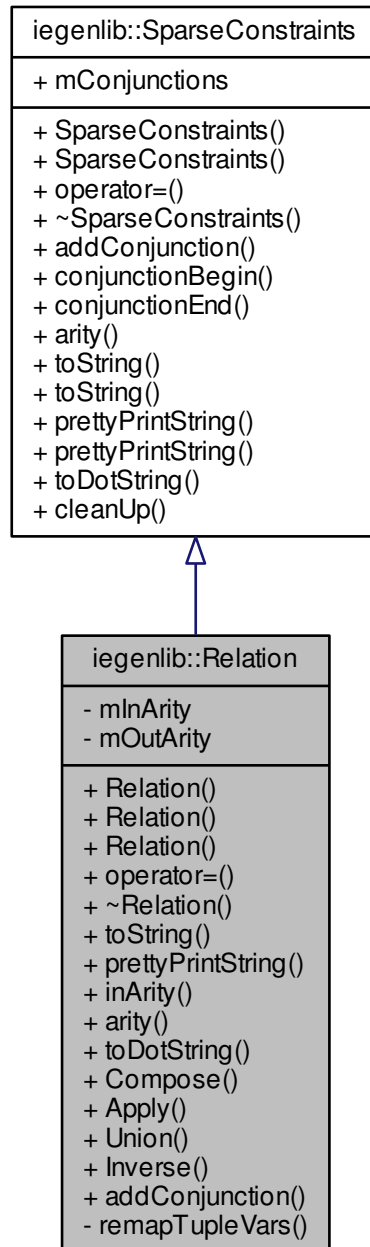 iegenlib::SparseConstraints
+ mConjunctions
+ SparseConstraints()
+ SparseConstraints()
+ operator=()
+ ~SparseConstraints()
+ addConjunction()
+ conjunctionBegin()
+ conjunctionEnd()
+ arity()
+ toString()
+ toString()
+ prettyPrintString()
+ prettyPrintString()
+ toDotString()
+ cleanUp()
iegenlib::Relation
- mInArity
- mOutArity
+ Relation()
+ Relation()
+ Relation()
+ operator=()
+ ~Relation()
+ toString()
+ prettyPrintString()
+ inArity()
+ arity()
+ toDotString()
+ Compose()
+ Apply()
+ Union()
+ Inverse()
+ addConjunction()
- remapTupleVars()